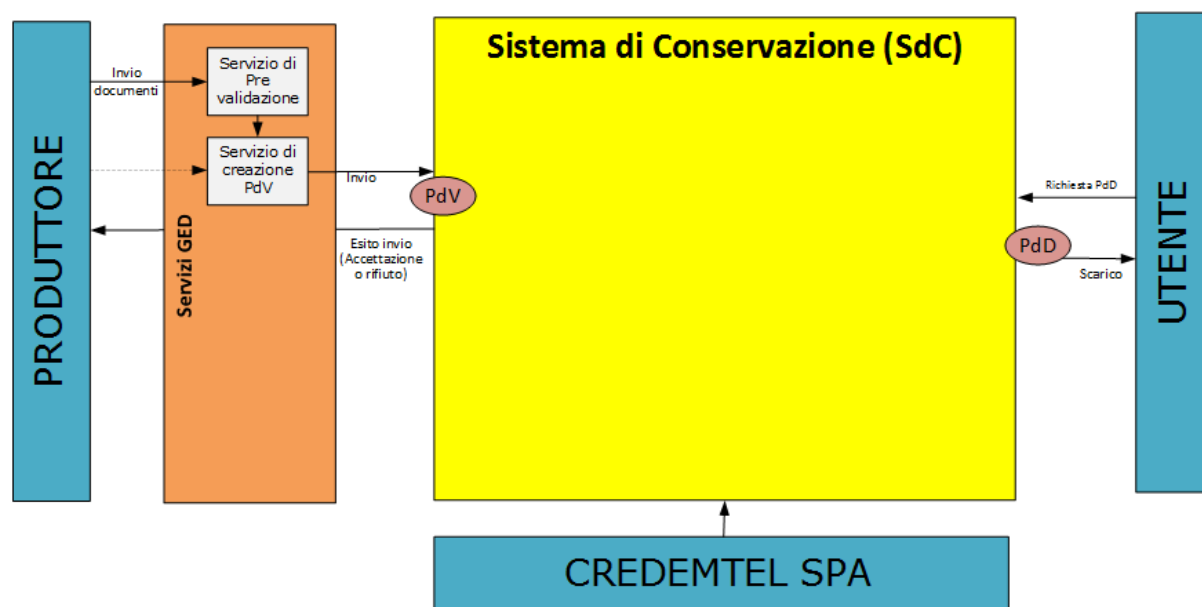 Sistema di Conservazione (SdC)
PRODUTTORE
Invio
documenti
Servizio di
Pre
validazione
Servizio di
creazione
PdV
Servizi GED
Invio
PdV
Esito invio
(Accettazione
o rifiuto)
Richiesta PdD
PdD
Scarico
UTENTE
CREDEMTEL SPA